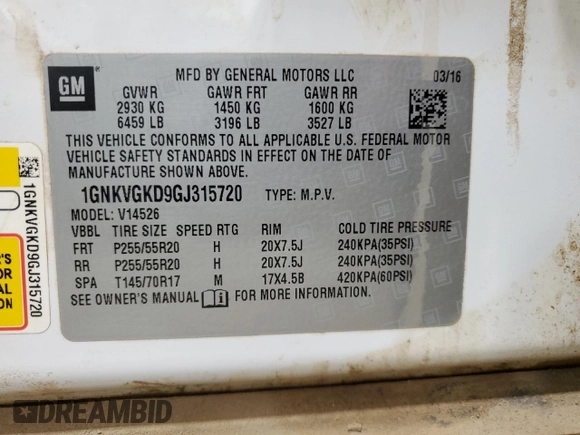 GM
MFD BY GENERAL MOTORS LLC 03/16
GVWR GAWR FRT GAWR RR
2930 KG 1450 KG 1600 KG
6459 LB 3196 LB 3527 LB
THIS VEHICLE CONFORMS TO ALL APPLICABLE U.S. FEDERAL MOTOR
VEHICLE SAFETY STANDARDS IN EFFECT ON THE DATE OF
MANUFACTURE SHOWN ABOVE.
1GNKVGKD9GJ315720 TYPE: M.P.V.
MODEL: V14526
VBBL TIRE SIZE SPEED RTG RIM COLD TIRE PRESSURE
FRT P255/55R20 H 20X7.5J 240KPA(35PSI)
RR P255/55R20 H 20X7.5J 240KPA(35PSI)
SPA T145/70R17 M 17X4.5B 420KPA(60PSI)
SEE OWNER'S MANUAL FOR MORE INFORMATION
1GNKVGKD9GJ315720
DREAMBID